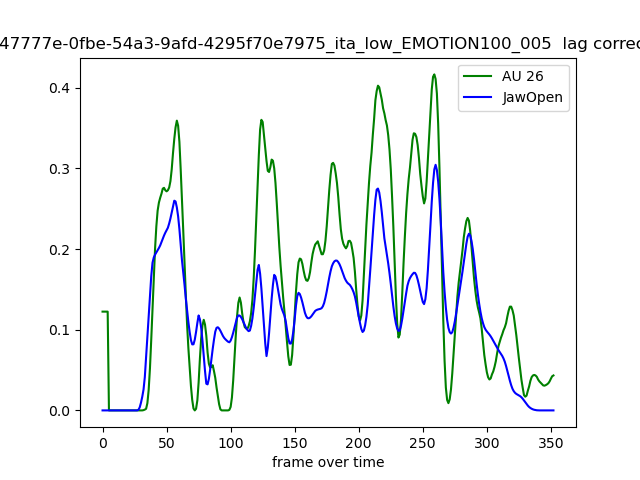 47777e-0fbe-54a3-9afd-4295f70e7975_ita_low_EMOTION100_005 lag correc
AU 26
JawOpen
0.4
0.3
0.2
0.1
0.0
0 50 100 150 200 250 300 350
frame over time